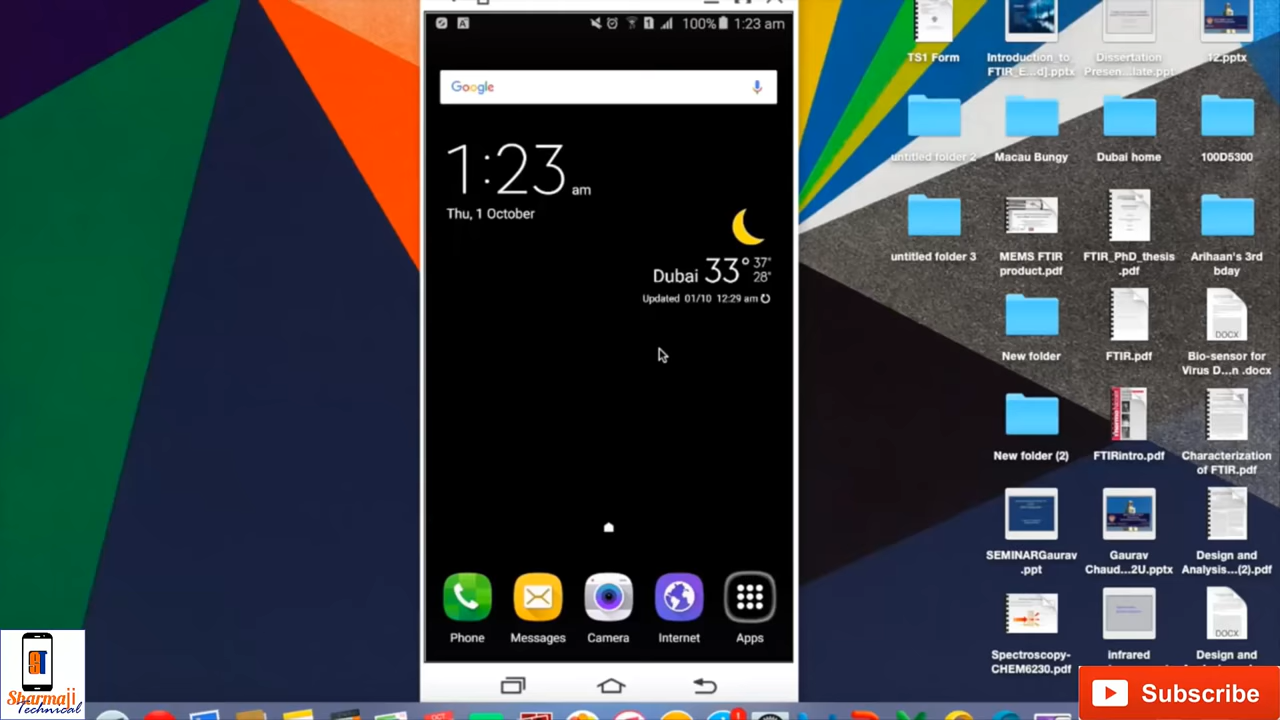 100% 1:23 am
Google
1:23 am
Thu, 1 October
Dubai 33° 37°
28°
Updated 01/10 12:29 am
Phone
Messages
Camera
Internet
Apps
TS1 Form
Introduction_to
FTIR_E...d].pptx
Dissertation
Presen...late.ppt
12.pptx
untitled folder 2
Macau Bungy
Dubai home
100D5300
untitled folder 3
MEMS FTIR
product.pdf
FTIR_PhD_thesis
.pdf
Arihaan's 3rd
bday
New folder
FTIR.pdf
DOCX
Bio-sensor for
Virus D...n .docx
New folder (2)
FTIRintro.pdf
Characterization
of FTIR.pdf
SEMINARGaurav
.ppt
Gaurav
Chaud...2U.pptx
Design and
Analysis...(2).pdf
DOCX
Spectroscopy-
CHEM6230.pdf
infrared
Design and
Sharmaji
Technical
Subscribe